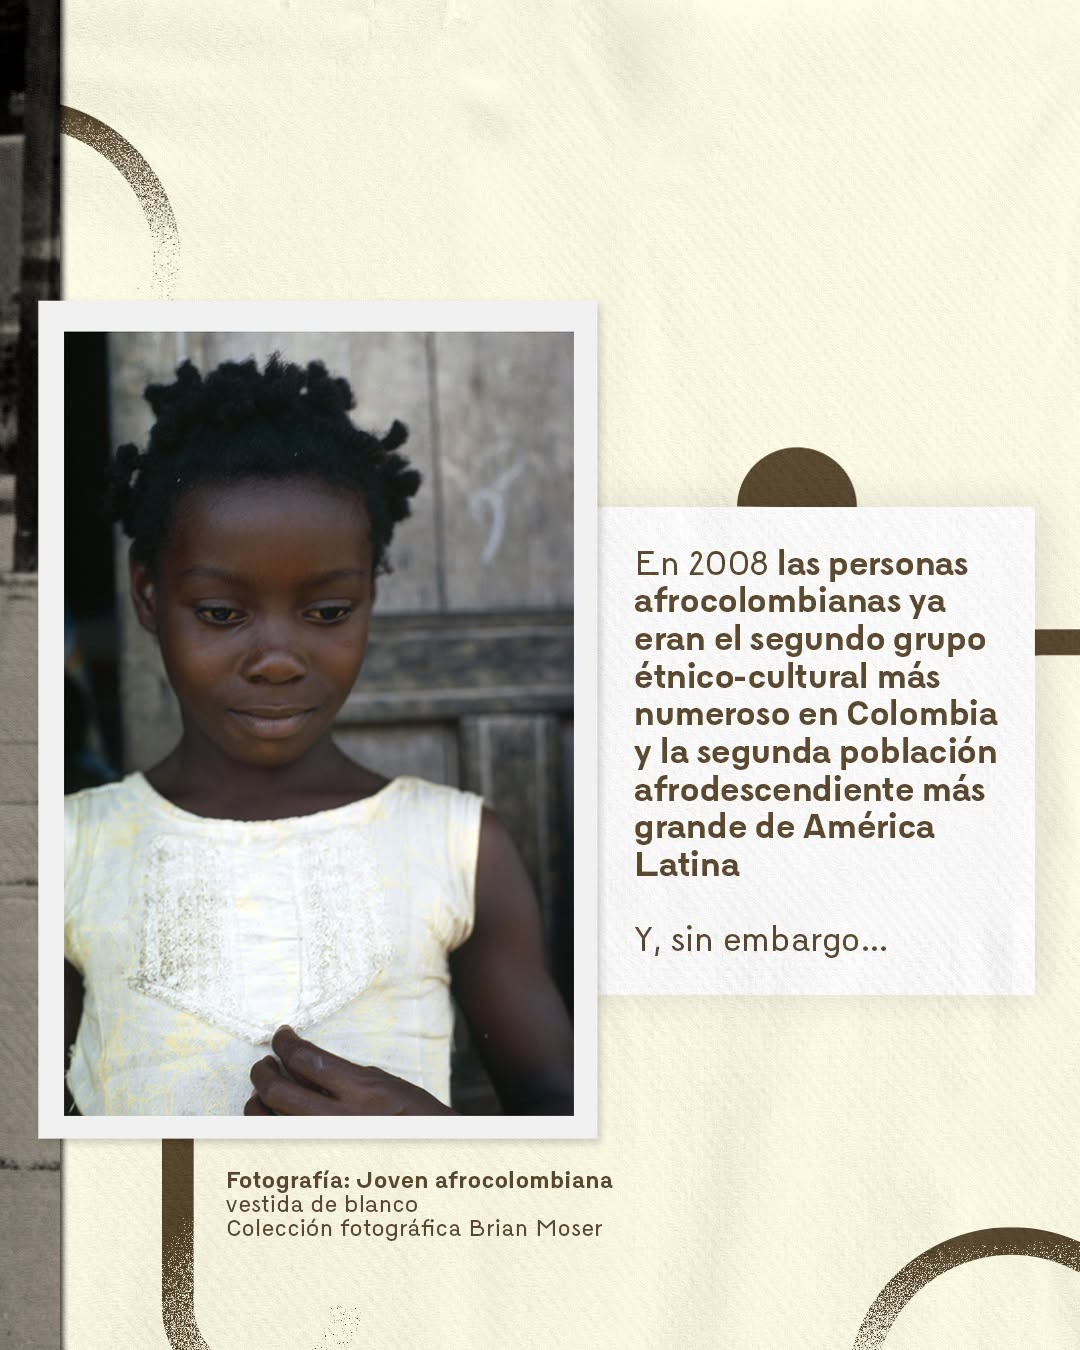 En 2008 las personas
afrocolombianas ya
eran el segundo grupo
étnico-cultural más
numeroso en Colombia
y la segunda población
afrodescendiente más
grande de América
Latina
Y, sin embargo...
Fotografía: Joven afrocolombiana
vestida de blanco
Colección fotográfica Brian Moser